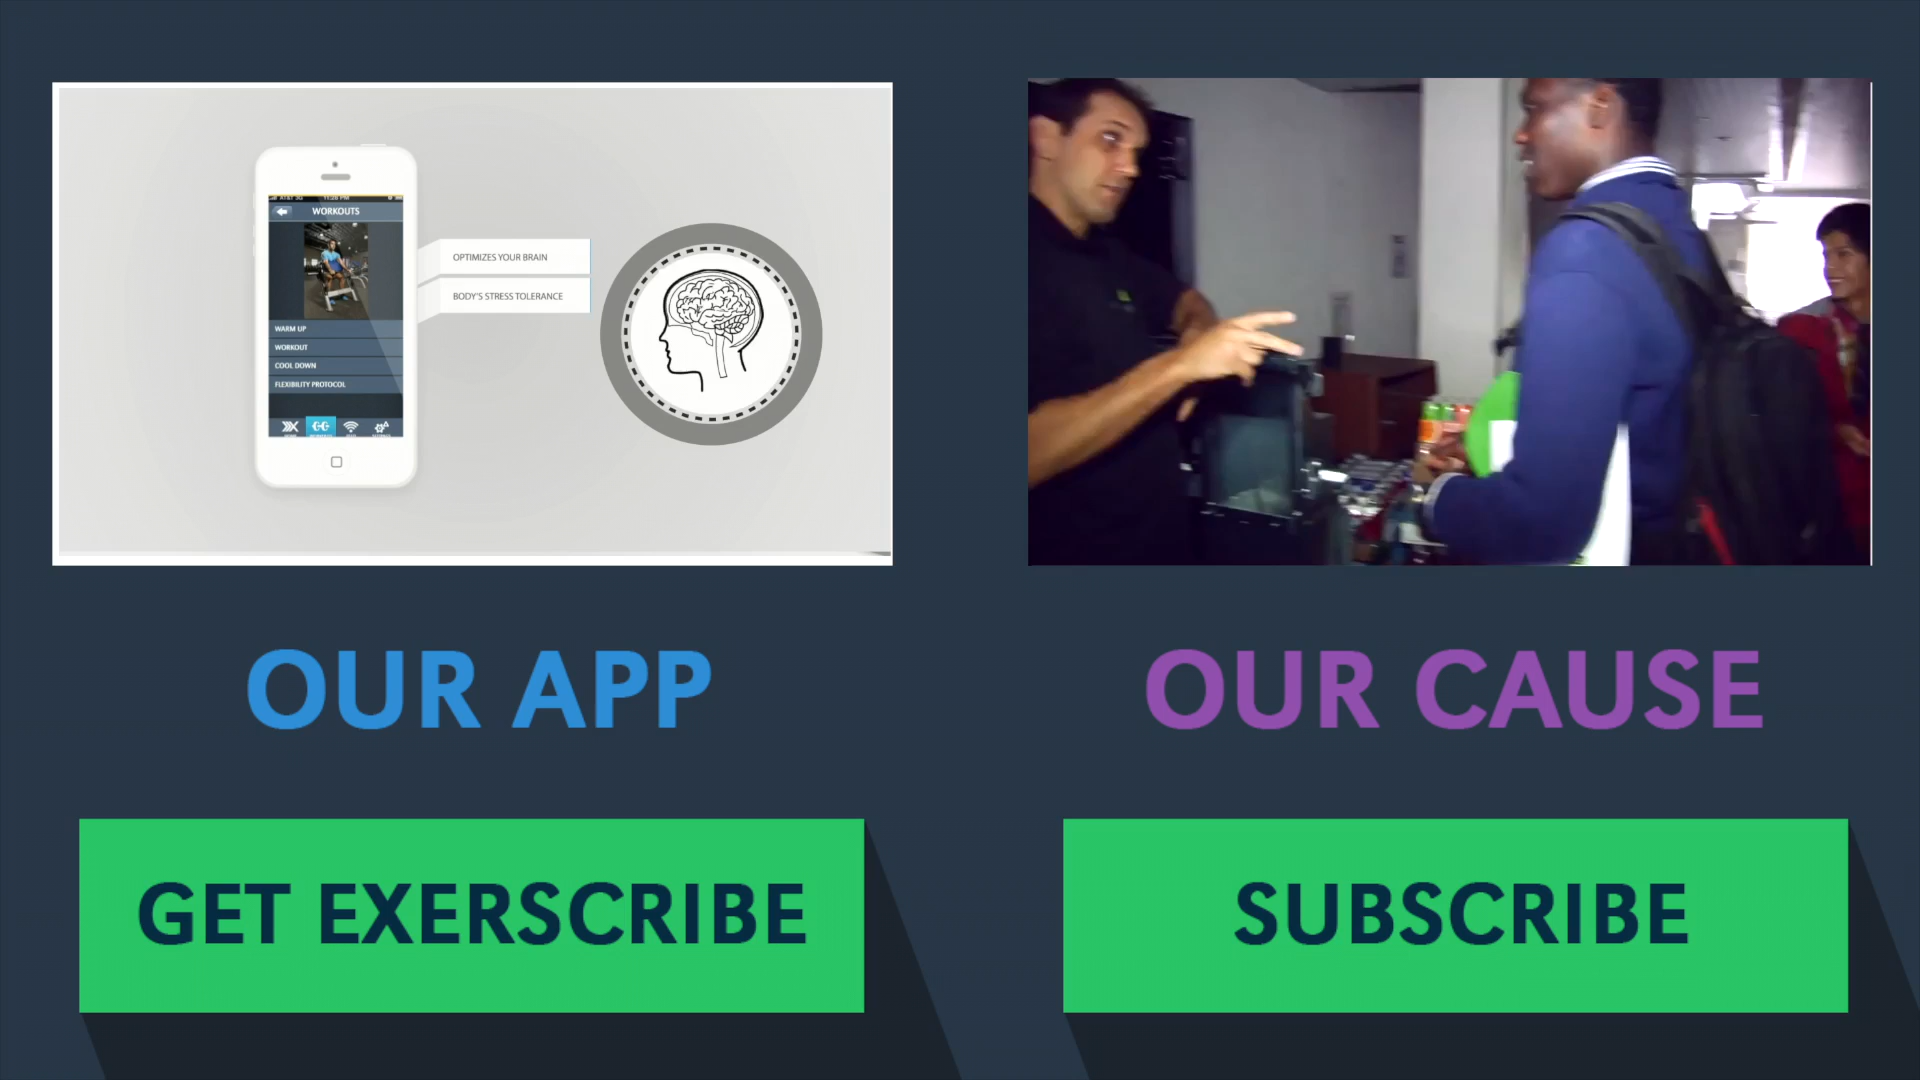 WORKOUTS
WARM UP
WORKOUT
COOL DOWN
FLEXIBILITY PROTOCOL
OPTIMIZES YOUR BRAIN
BODY'S STRESS TOLERANCE
OUR APP
OUR CAUSE
GET EXERSCRIBE
SUBSCRIBE